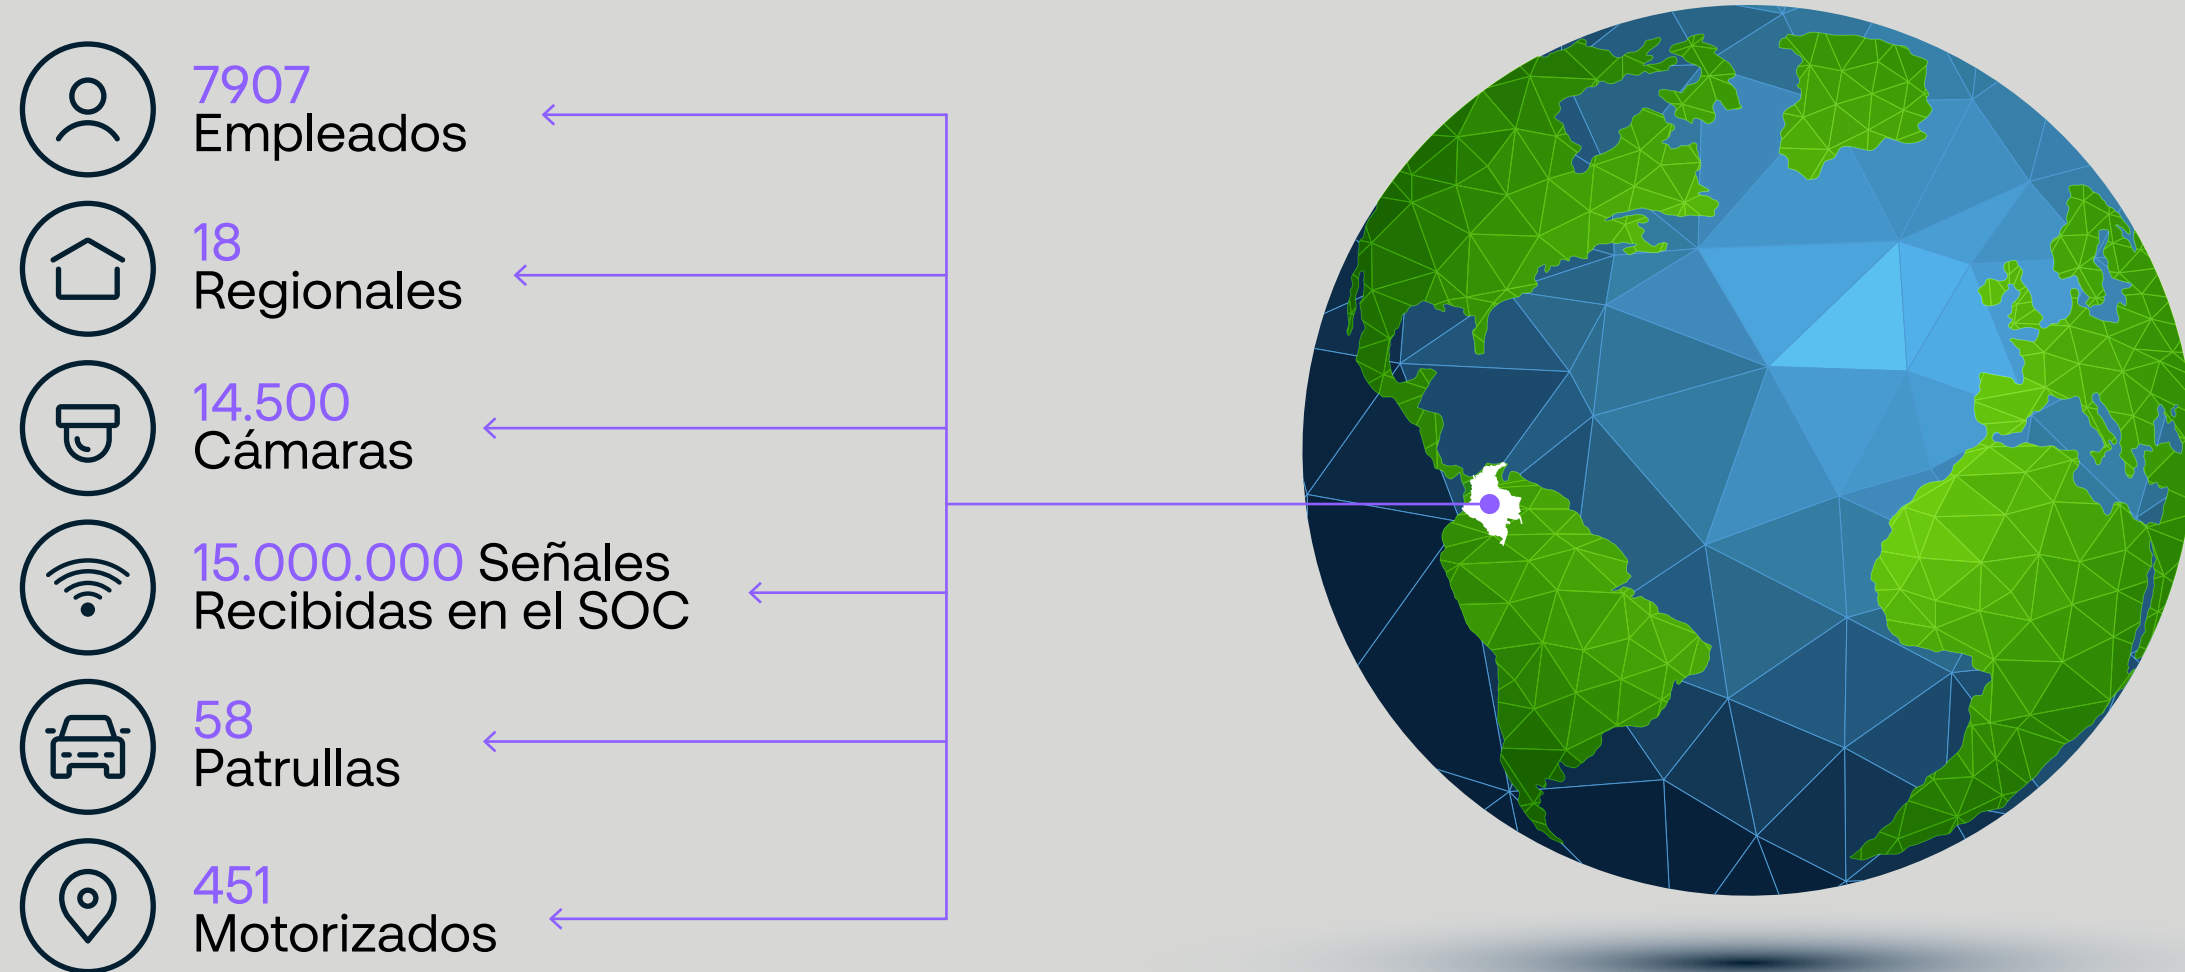 7907
Empleados
18
Regionales
14.500
Cámaras
15.000.000 Señales
Recibidas en el SOC
58
Patrullas
451
Motorizados